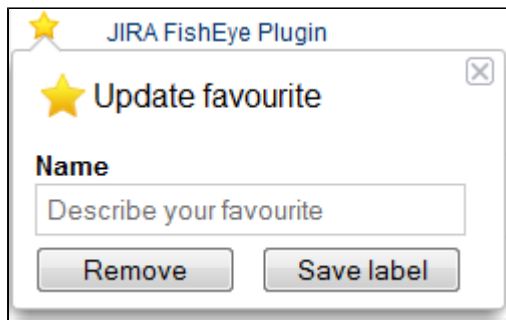 JIRA FishEye Plugin
Update favourite
Name
Describe your favourite
Remove Save label